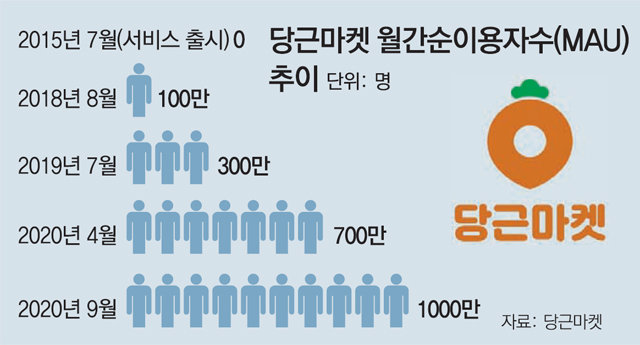 당근마켓 월간순이용자수(MAU)
추이 단위: 명
2015년 7월(서비스 출시) 0
2018년 8월 100만
2019년 7월 300만
2020년 4월 700만
2020년 9월 1000만
당근마켓
자료: 당근마켓